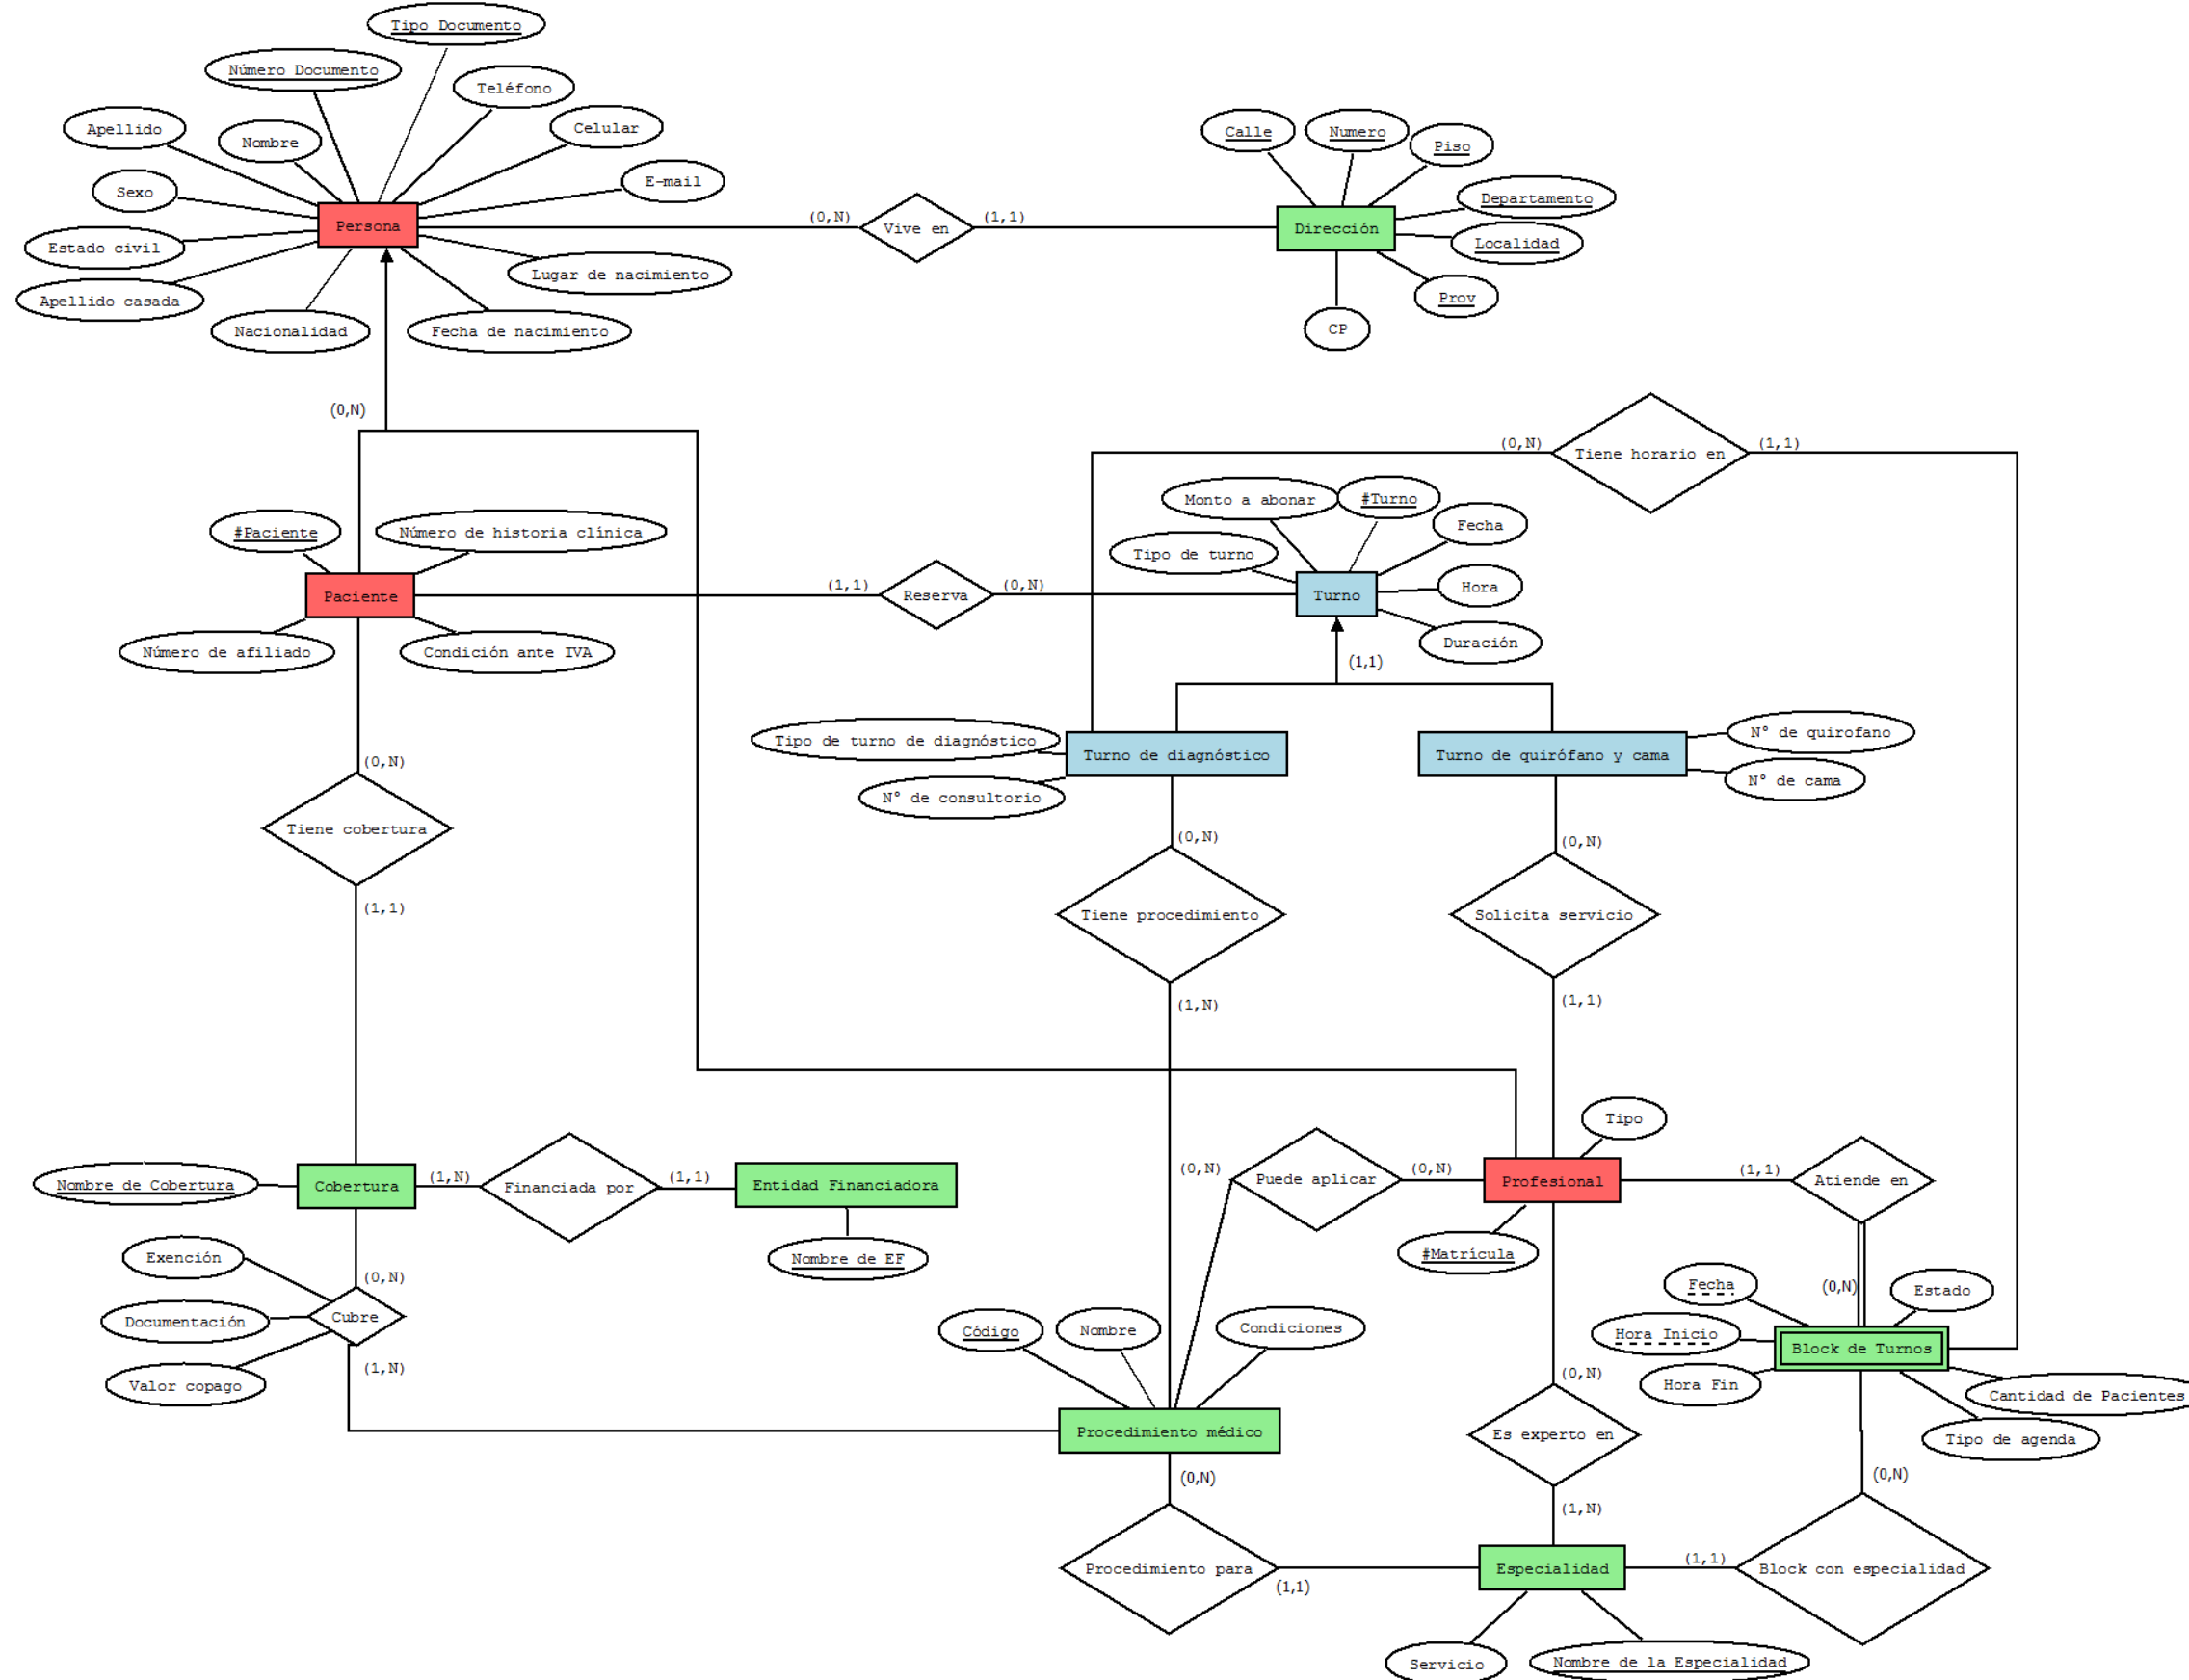 Tipo Documento
Número Documento
Teléfono
Apellido
Nombre
Celular
Sexo
E-mail
Persona
Estado civil
Apellido casada
Nacionalidad
Fecha de nacimiento
Lugar de nacimiento
(0,N)
Vive en
(1,1)
Calle
Numero
Piso
Departamento
Dirección
Localidad
Prov
CP
(0,N)
(0,N)
Tiene horario en
(1,1)
Monto a abonar
#Turno
Fecha
Tipo de turno
Hora
Turno
Duración
(1,1)
#Paciente
Número de historia clínica
Paciente
Número de afiliado
Condición ante IVA
(1,1)
Reserva
(0,N)
Tipo de turno de diagnóstico
Turno de diagnóstico
N° de consultorio
Turno de quirófano y cama
N° de quirofano
N° de cama
(0,N)
Tiene cobertura
(1,1)
(0,N)
Tiene procedimiento
(1,N)
(0,N)
Solicita servicio
(1,1)
Tipo
Nombre de Cobertura
Cobertura
(1,N)
Financiada por
(1,1)
Entidad Financiadora
Nombre de EF
(0,N)
Puede aplicar
(0,N)
Profesional
#Matrícula
(1,1)
Atiende en
(0,N)
Exención
Documentación
Valor copago
(0,N)
Cubre
(1,N)
Código
Nombre
Condiciones
Procedimiento médico
Fecha
Estado
Hora Inicio
Block de Turnos
Hora Fin
Cantidad de Pacientes
Tipo de agenda
(0,N)
Es experto en
(1,N)
(0,N)
Procedimiento para
(1,1)
Especialidad
(1,1)
Block con especialidad
(0,N)
Servicio
Nombre de la Especialidad